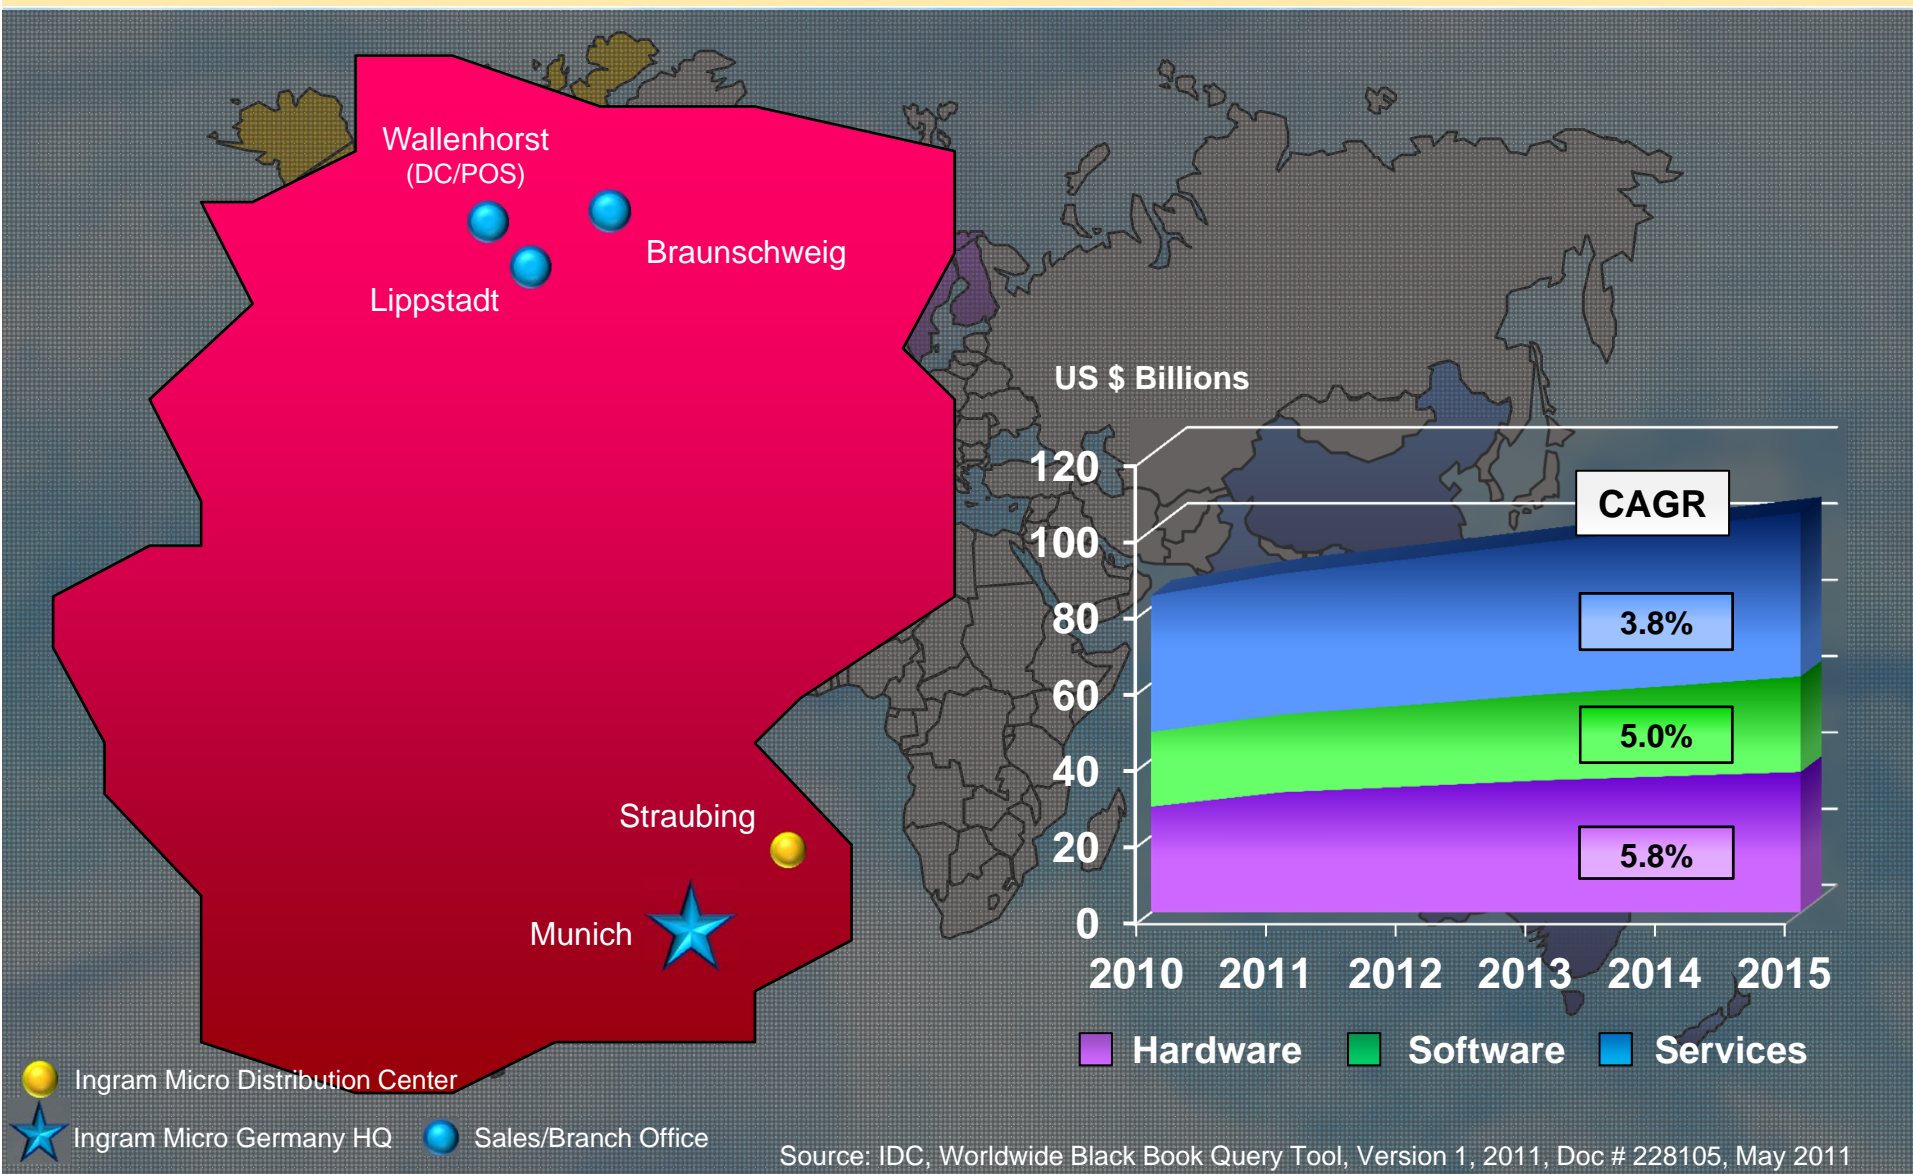 Wallenhorst
(DC/POS)
Braunschweig
Lippstadt
Straubing
Munich
US $ Billions
120
100
80
60
40
20
0
CAGR
3.8%
5.0%
5.8%
2010 2011 2012 2013 2014 2015
Hardware Software Services
Ingram Micro Distribution Center
Ingram Micro Germany HQ Sales/Branch Office
Source: IDC, Worldwide Black Book Query Tool, Version 1, 2011, Doc # 228105, May 2011